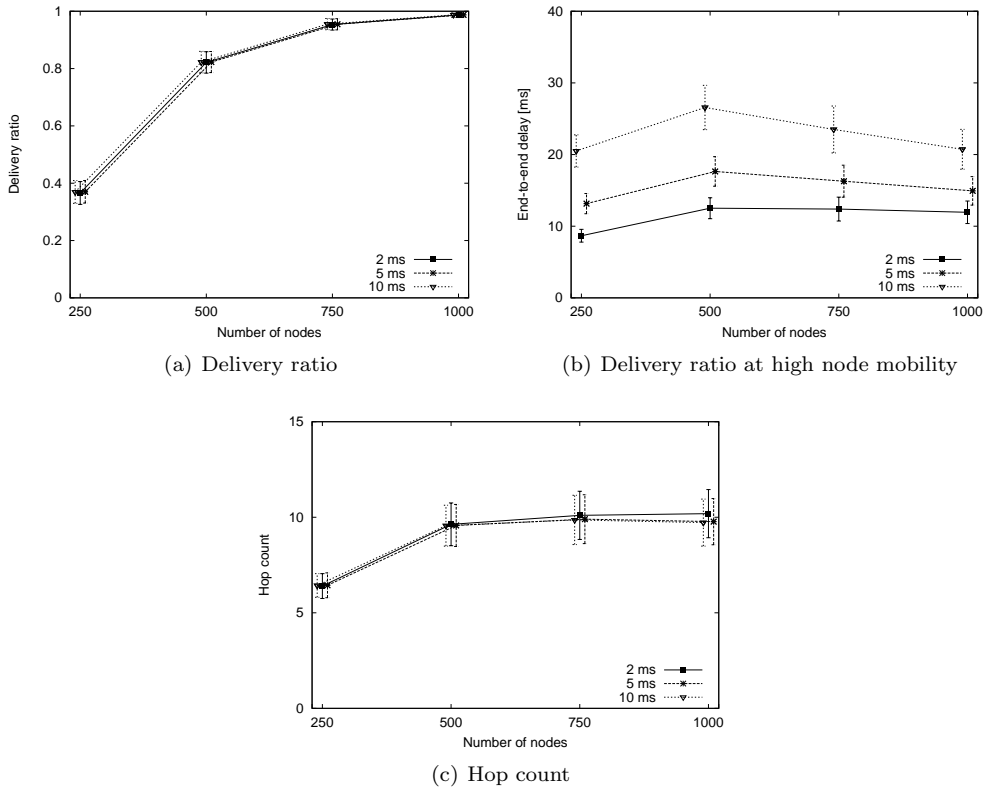 1
0.8
0.6
0.4
0.2
0
Delivery ratio
2 ms
5 ms
10 ms
250 500 750 1000
Number of nodes
(a) Delivery ratio
40
30
20
10
0
End-to-end delay [ms]
2 ms
5 ms
10 ms
250 500 750 1000
Number of nodes
(b) Delivery ratio at high node mobility
15
10
5
0
Hop count
2 ms
5 ms
10 ms
250 500 750 1000
Number of nodes
(c) Hop count